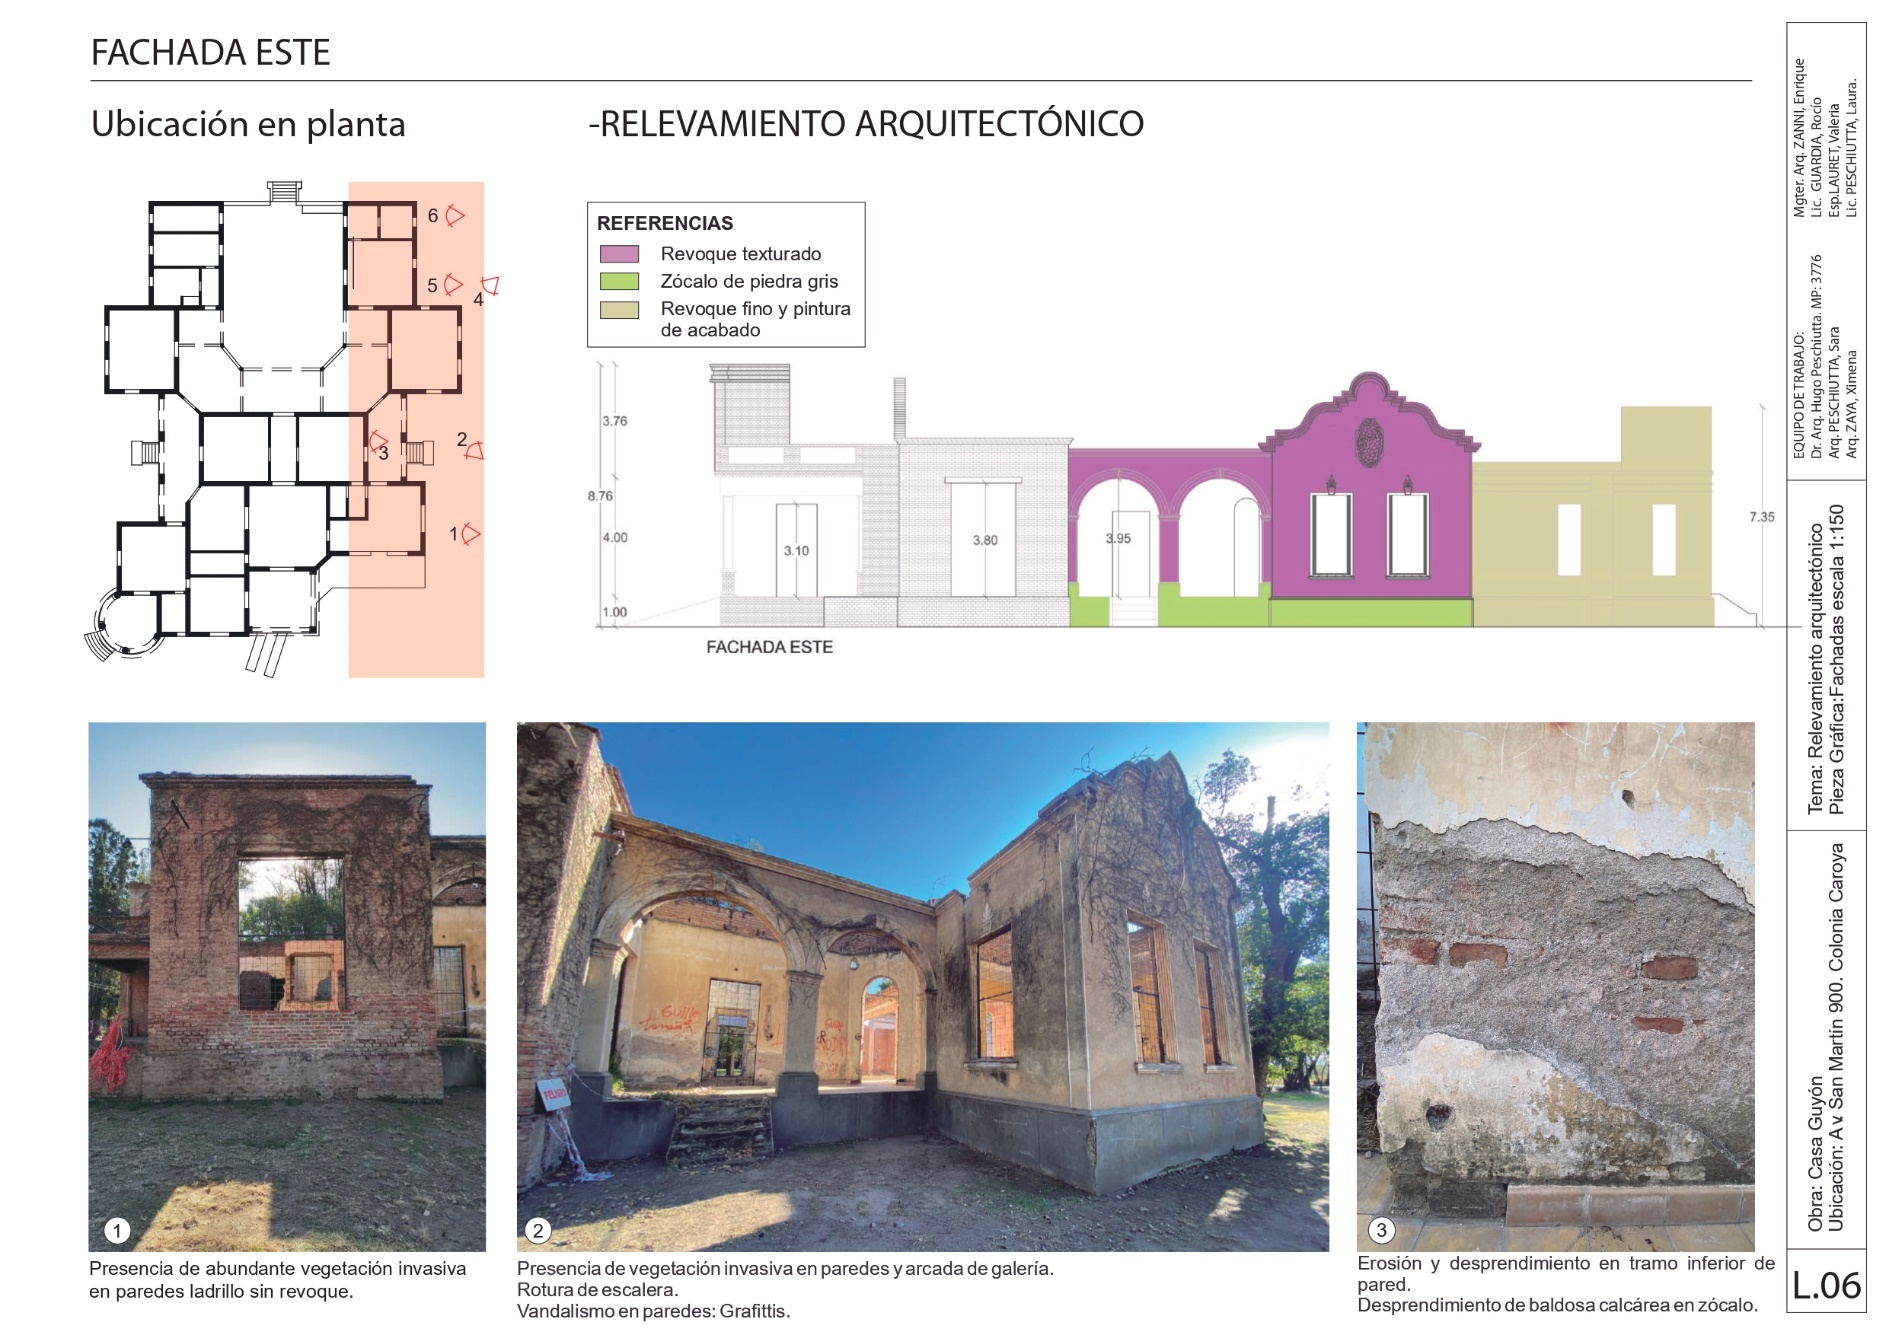 FACHADA ESTE
Ubicación en planta
6
5
4
3
2
1
-RELEVAMIENTO ARQUITECTÓNICO
REFERENCIAS
Revoque texturado
Zócalo de piedra gris
Revoque fino y pintura
de acabado
3.76
8.76
4.00
1.00
3.10
3.80
3.95
7.35
FACHADA ESTE
PELIGRO
1
Presencia de abundante vegetación invasiva
en paredes ladrillo sin revoque.
2
Presencia de vegetación invasiva en paredes y arcada de galería.
Rotura de escalera.
Vandalismo en paredes: Grafittis.
3
Erosión y desprendimiento en tramo inferior de
pared.
Desprendimiento de baldosa calcárea en zócalo.
Mgter. Arq. ZANNI, Enrique
Lic. GUARDIA, Rocío
Esp.LAURET, Valeria
Lic. PESCHIUTTA, Laura.
EQUIPO DE TRABAJO:
Dr. Arq. Hugo Peschiutta. MP: 3776
Arq. PESCHIUTTA, Sara
Arq. ZAYA, Ximena
Tema: Relevamiento arquitectónico
Pieza Gráfica:Fachadas escala 1:150
Obra: Casa Guyón
Ubicación: Av. San Martín 900. Colonia Caroya
L.06